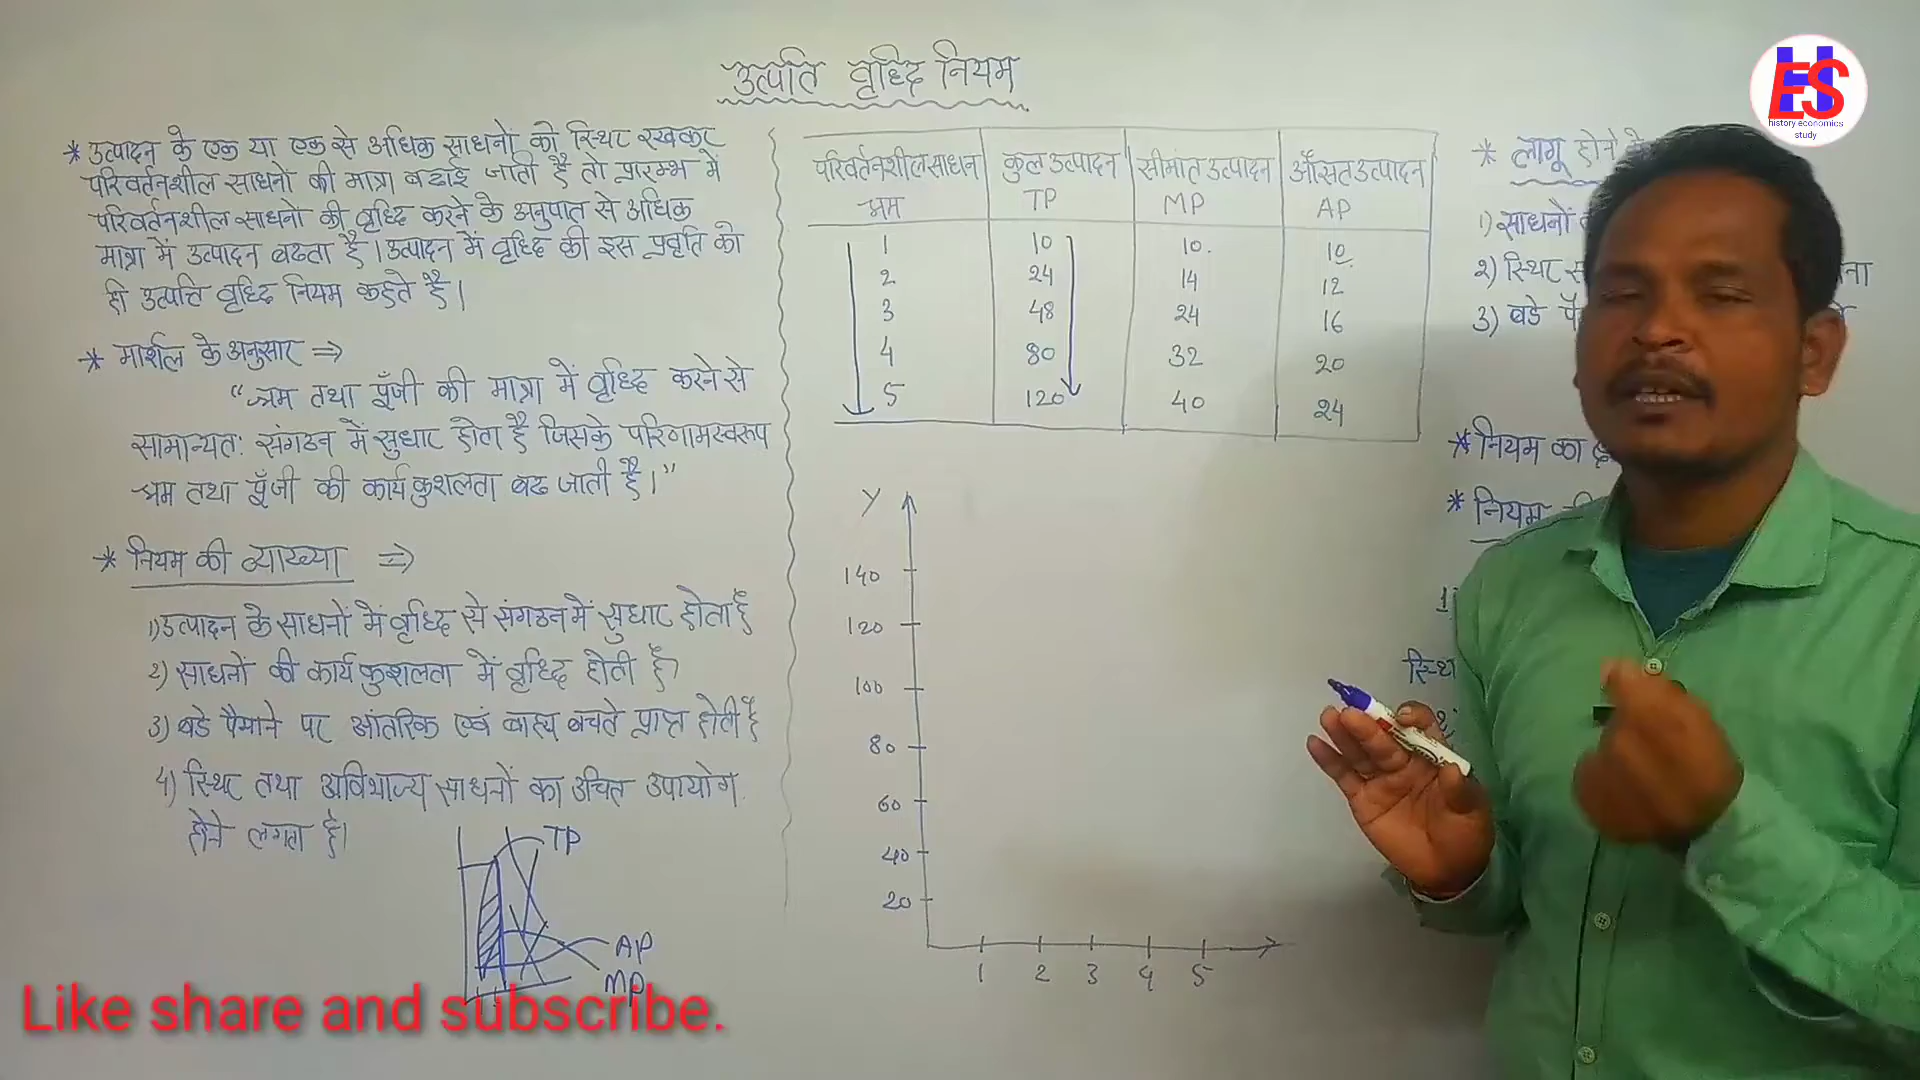 उत्पति वृध्दि नियम
HES
history economics
study
* उत्पादन के एक या एक से अधिक साधनों को स्थिर रखकर
परिवर्तनशील साधनो की मात्रा बढाई जाती है तो प्रारम्भ में
परिवर्तनशील साधनो की वृध्दि करने के अनुपात से अधिक
मात्रा में उत्पादन बढता है। उत्पादन में वृध्दि की इस प्रवृति को
ही उत्पत्ति वृध्दि नियम कहते है।
* मार्शल के अनुसार ⇒
“श्रम तथा पूँजी की मात्रा में वृध्दि करने से
सामान्यत: संगठन में सुधार होता है जिसके परिणामस्वरूप
श्रम तथा पूँजी की कार्यकुशलता बढ जाती है।”
* नियम की व्याख्या ⇒
1) उत्पादन के साधनों में वृध्दि से संगठन में सुधार होता है
2) साधनों की कार्यकुशलता में वृध्दि होती है
3) बडे पैमाने पर आंतरिक एवं बाह्य बचते प्राप्त होती है
4) स्थिर तथा अविभाज्य साधनों का उचित उपयोग
होने लगता है।
TP
AP
MP
परिवर्तनशील साधन कुल उत्पादन सीमांत उत्पादन औसत उत्पादन
श्रम TP MP AP
1 10 10 10
2 24 14 12
3 48 24 16
4 80 32 20
5 120 40 24
Y
140
120
100
80
60
40
20
1 2 3 4 5
* लागू होने
1) साधनों
2) स्थिर
3) बडे
* नियम का
* नियम
Like share and subscribe.